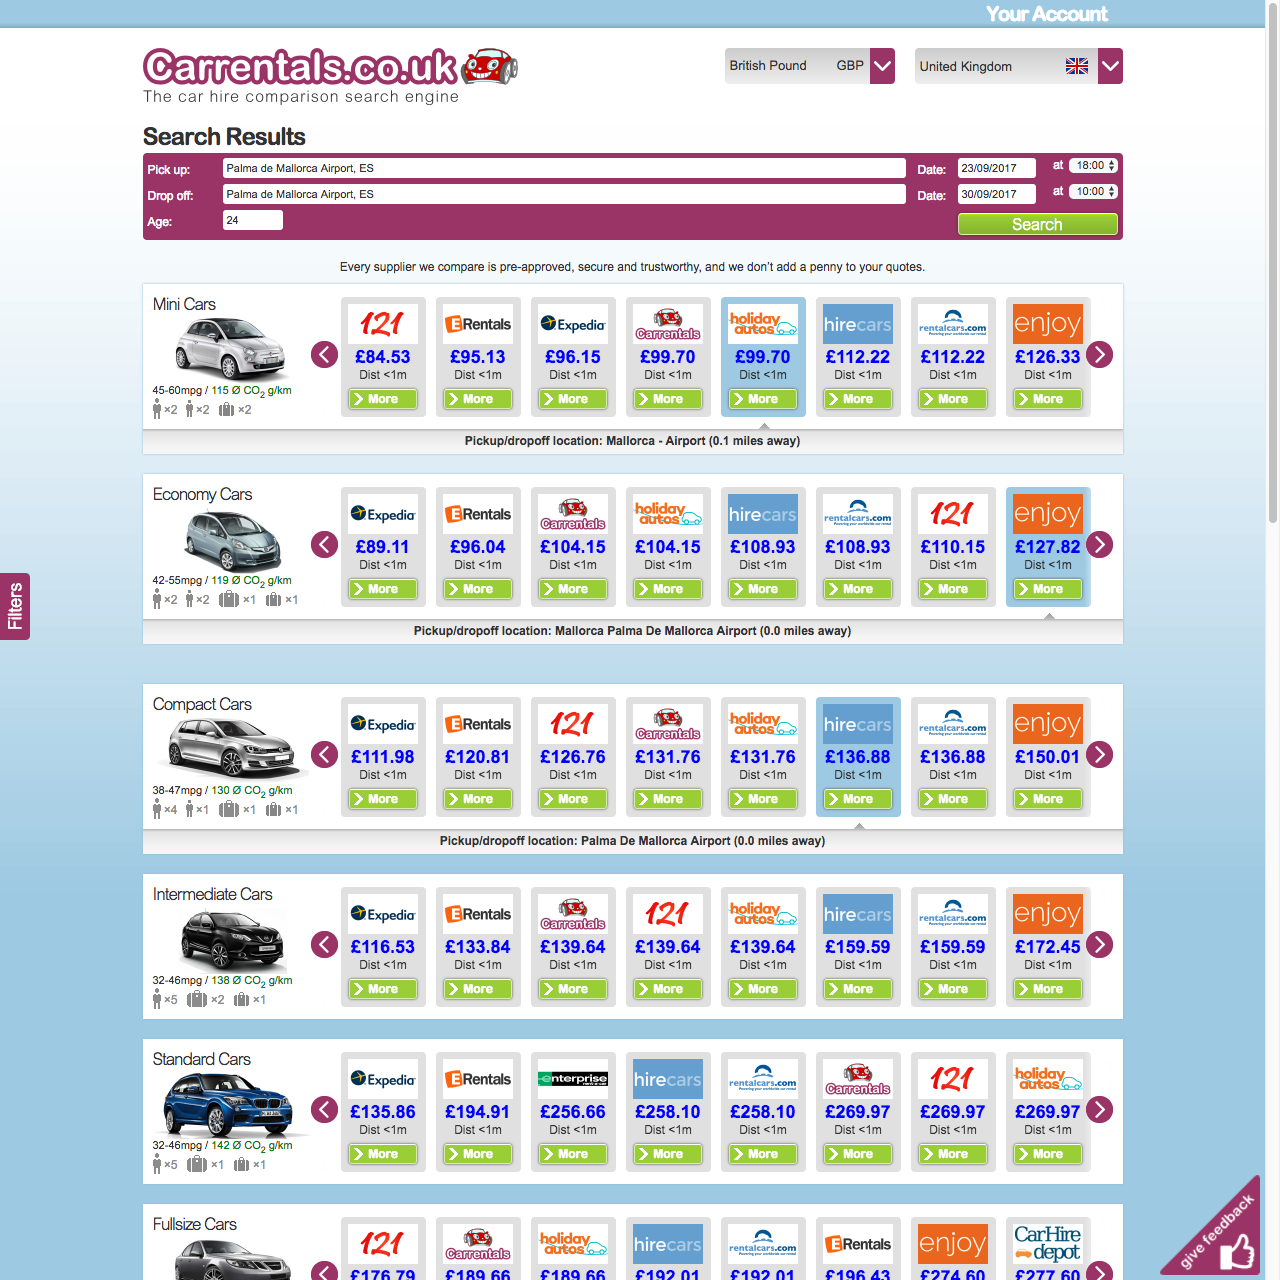 Your Account
Carrentals.co.uk
The car hire comparison search engine
British Pound GBP
United Kingdom
Search Results
Pick up: Palma de Mallorca Airport, ES Date: 23/09/2017 at 18:00
Drop off: Palma de Mallorca Airport, ES Date: 30/09/2017 at 10:00
Age: 24
Search
Every supplier we compare is pre-approved, secure and trustworthy, and we don't add a penny to your quotes.
Mini Cars
121 ERentals Expedia Carrentals holiday autos hirecars rentalcars.com enjoy
£84.53 £95.13 £96.15 £99.70 £99.70 £112.22 £112.22 £126.33
Dist <1m Dist <1m Dist <1m Dist <1m Dist <1m Dist <1m Dist <1m Dist <1m
45-60mpg / 115 Ø CO2 g/km
More More More More More More More More
×2 ×2 ×2
Pickup/dropoff location: Mallorca - Airport (0.1 miles away)
Economy Cars
Expedia ERentals Carrentals holiday autos hirecars rentalcars.com 121 enjoy
£89.11 £96.04 £104.15 £104.15 £108.93 £108.93 £110.15 £127.82
Dist <1m Dist <1m Dist <1m Dist <1m Dist <1m Dist <1m Dist <1m Dist <1m
42-55mpg / 119 Ø CO2 g/km
More More More More More More More More
×2 ×2 ×1 ×1
Filters
Pickup/dropoff location: Mallorca Palma De Mallorca Airport (0.0 miles away)
Compact Cars
Expedia ERentals 121 Carrentals holiday autos hirecars rentalcars.com enjoy
£111.98 £120.81 £126.76 £131.76 £131.76 £136.88 £136.88 £150.01
Dist <1m Dist <1m Dist <1m Dist <1m Dist <1m Dist <1m Dist <1m Dist <1m
38-47mpg / 130 Ø CO2 g/km
More More More More More More More More
×4 ×1 ×1 ×1
Pickup/dropoff location: Palma De Mallorca Airport (0.0 miles away)
Intermediate Cars
Expedia ERentals Carrentals 121 holiday autos hirecars rentalcars.com enjoy
£116.53 £133.84 £139.64 £139.64 £139.64 £159.59 £159.59 £172.45
Dist <1m Dist <1m Dist <1m Dist <1m Dist <1m Dist <1m Dist <1m Dist <1m
32-46mpg / 138 Ø CO2 g/km
More More More More More More More More
×5 ×2 ×1
Standard Cars
Expedia ERentals enterprise hirecars rentalcars.com Carrentals 121 holiday autos
£135.86 £194.91 £256.66 £258.10 £258.10 £269.97 £269.97 £269.97
Dist <1m Dist <1m Dist <1m Dist <1m Dist <1m Dist <1m Dist <1m Dist <1m
32-46mpg / 142 Ø CO2 g/km
More More More More More More More More
×5 ×1 ×1
Fullsize Cars
121 Carrentals holiday autos hirecars rentalcars.com ERentals enjoy CarHire depot
£176.79 £189.66 £189.66 £192.01 £192.01 £196.43 £274.60 £277.60
give feedback